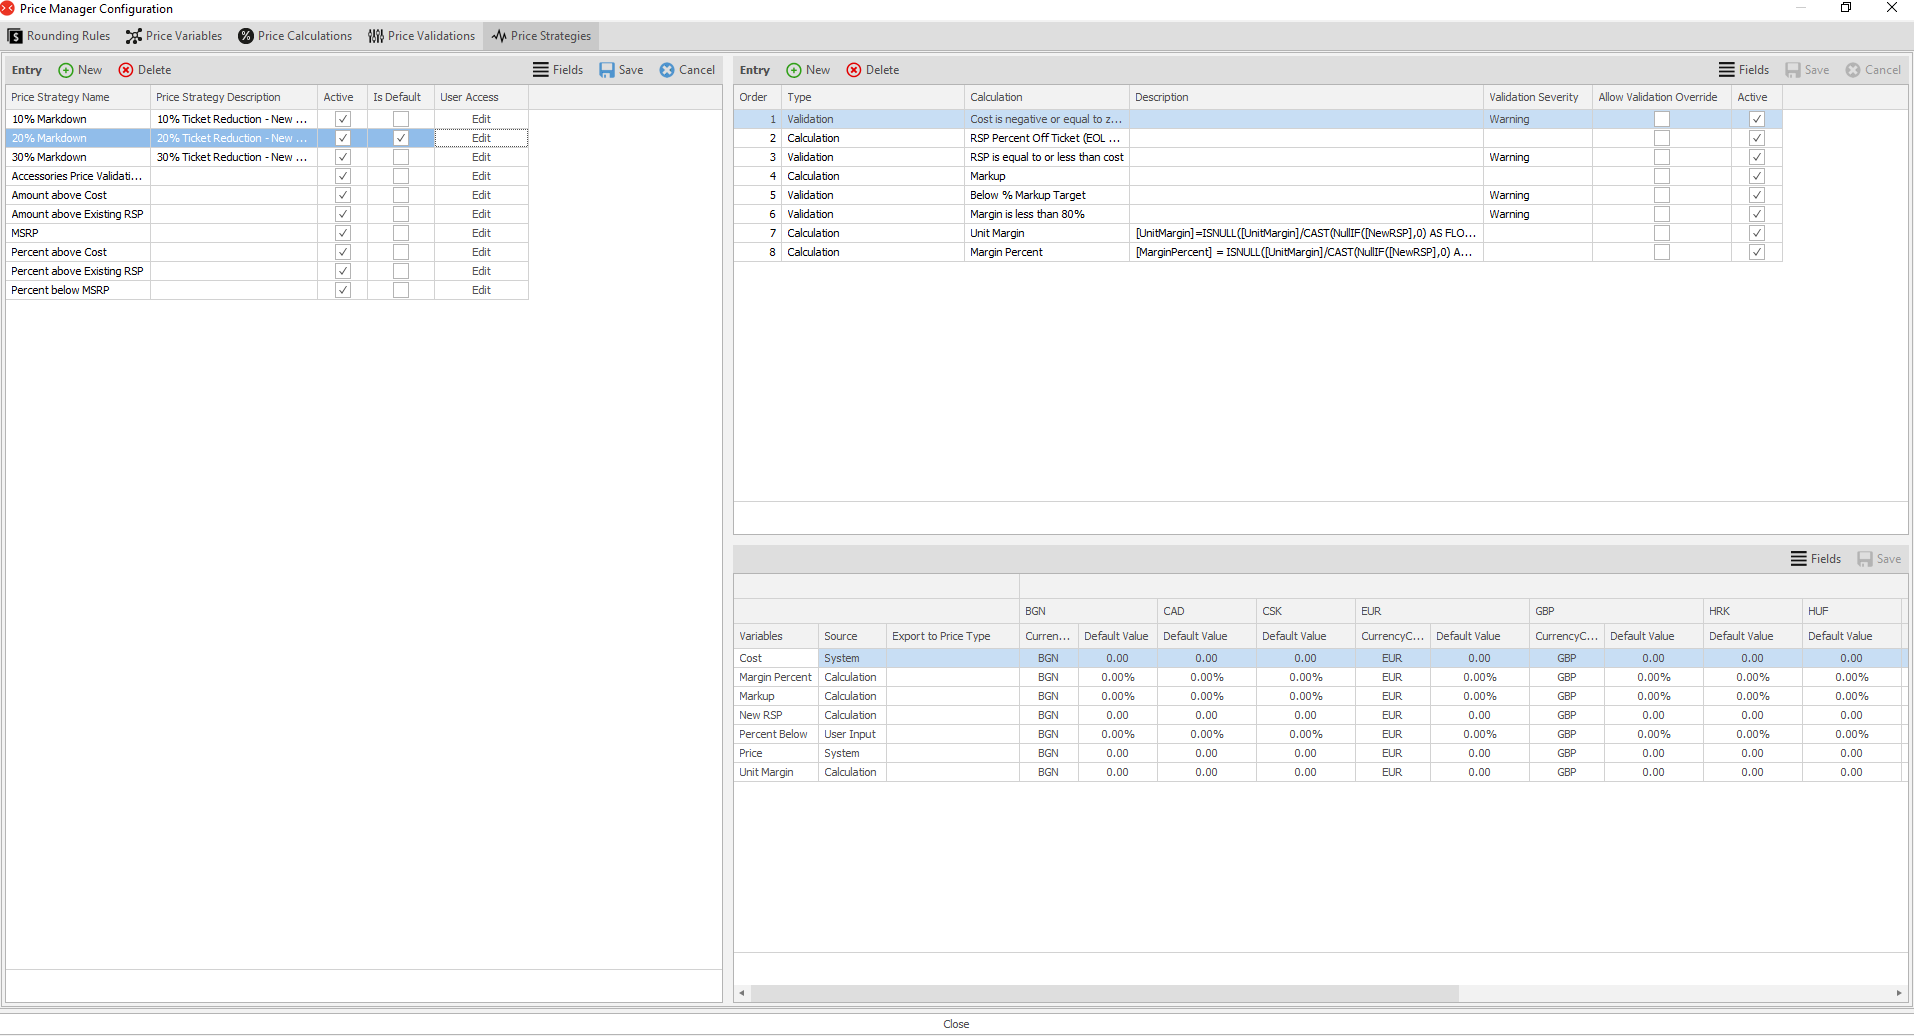 Price Manager Configuration
Rounding Rules Price Variables Price Calculations Price Validations Price Strategies
Entry New Delete Fields Save Cancel
Price Strategy Name Price Strategy Description Active Is Default User Access
10% Markdown 10% Ticket Reduction - New ... Edit
20% Markdown 20% Ticket Reduction - New ... Edit
30% Markdown 30% Ticket Reduction - New ... Edit
Accessories Price Validati... Edit
Amount above Cost Edit
Amount above Existing RSP Edit
MSRP Edit
Percent above Cost Edit
Percent above Existing RSP Edit
Percent below MSRP Edit
Entry New Delete Fields Save Cancel
Order Type Calculation Description Validation Severity Allow Validation Override Active
1 Validation Cost is negative or equal to z... Warning
2 Calculation RSP Percent Off Ticket (EOL ...
3 Validation RSP is equal to or less than cost Warning
4 Calculation Markup
5 Validation Below % Markup Target Warning
6 Validation Margin is less than 80% Warning
7 Calculation Unit Margin [UnitMargin]=ISNULL([UnitMargin]/CAST(NullIF([NewRSP],0) AS FLO...
8 Calculation Margin Percent [MarginPercent] = ISNULL([UnitMargin]/CAST(NullIF([NewRSP],0) A...
Fields Save
BGN CAD CSK EUR GBP HRK HUF
Variables Source Export to Price Type Curren... Default Value Default Value Default Value CurrencyC... Default Value CurrencyC... Default Value Default Value Default Value
Cost System BGN 0.00 0.00 0.00 EUR 0.00 GBP 0.00 0.00 0.00
Margin Percent Calculation BGN 0.00% 0.00% 0.00% EUR 0.00% GBP 0.00% 0.00% 0.00%
Markup Calculation BGN 0.00% 0.00% 0.00% EUR 0.00% GBP 0.00% 0.00% 0.00%
New RSP Calculation BGN 0.00 0.00 0.00 EUR 0.00 GBP 0.00 0.00 0.00
Percent Below User Input BGN 0.00% 0.00% 0.00% EUR 0.00% GBP 0.00% 0.00% 0.00%
Price System BGN 0.00 0.00 0.00 EUR 0.00 GBP 0.00 0.00 0.00
Unit Margin Calculation BGN 0.00 0.00 0.00 EUR 0.00 GBP 0.00 0.00 0.00
Close